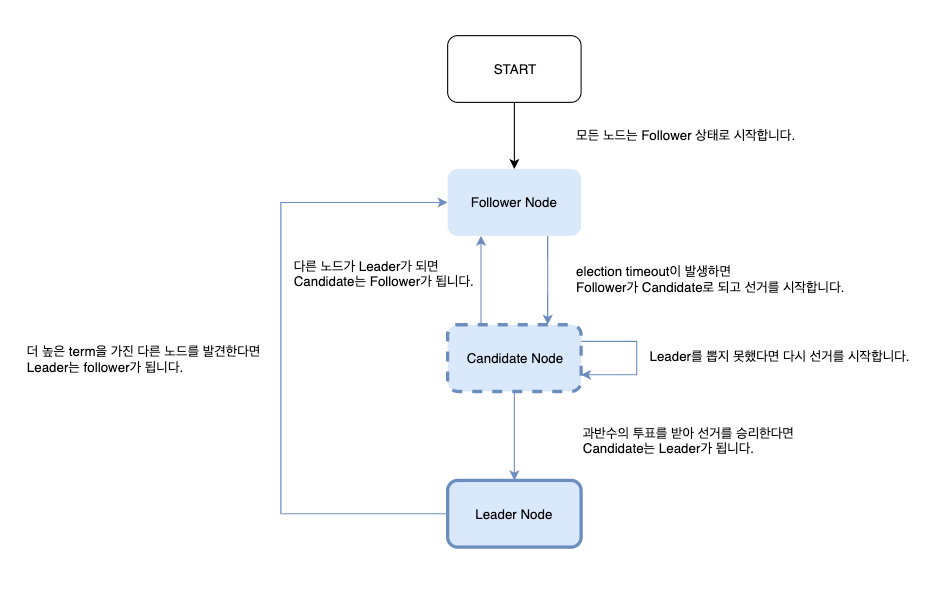 START
모든 노드는 Follower 상태로 시작합니다.
Follower Node
다른 노드가 Leader가 되면
Candidate는 Follower가 됩니다.
election timeout이 발생하면
Follower가 Candidate로 되고 선거를 시작합니다.
더 높은 term을 가진 다른 노드를 발견한다면
Leader는 follower가 됩니다.
Candidate Node
Leader를 뽑지 못했다면 다시 선거를 시작합니다.
과반수의 투표를 받아 선거를 승리한다면
Candidate는 Leader가 됩니다.
Leader Node